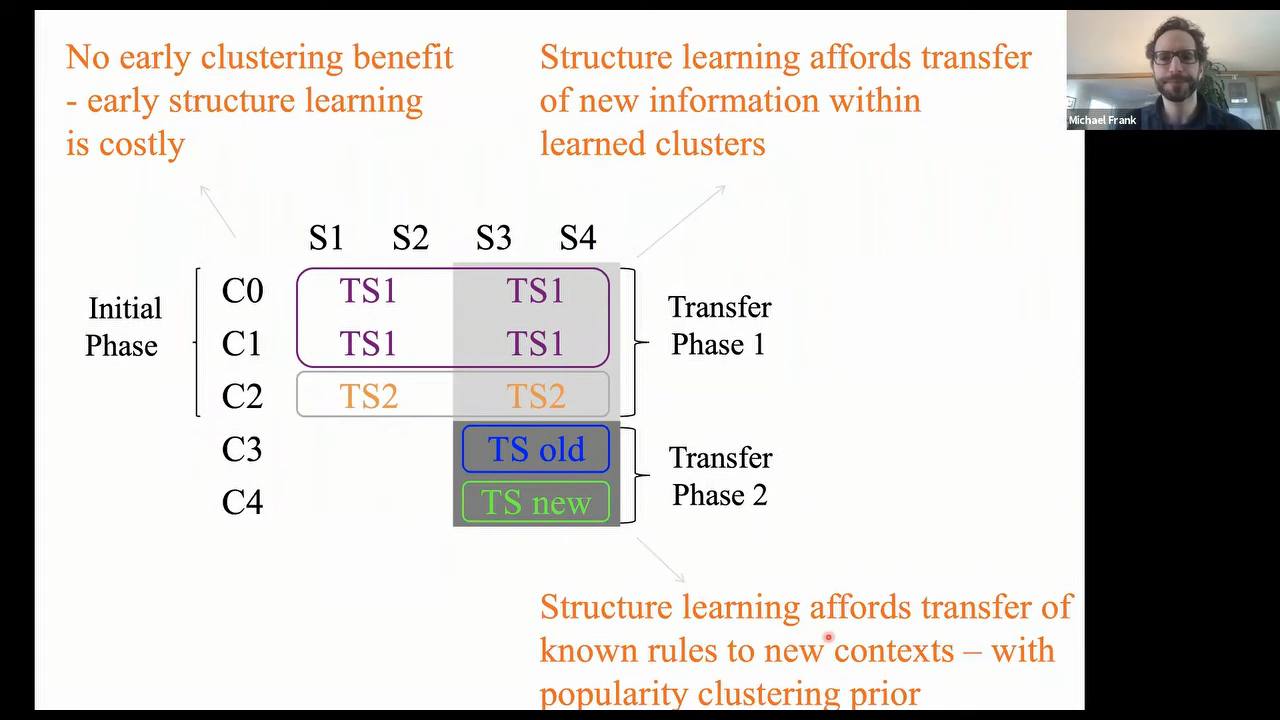 No early clustering benefit
- early structure learning
is costly
Structure learning affords transfer
of new information within
learned clusters
Michael Frank
S1 S2 S3 S4
Initial
Phase
C0 TS1 TS1
C1 TS1 TS1
C2 TS2 TS2
Transfer
Phase 1
C3 TS old
C4 TS new
Transfer
Phase 2
Structure learning affords transfer of
known rules to new contexts – with
popularity clustering prior